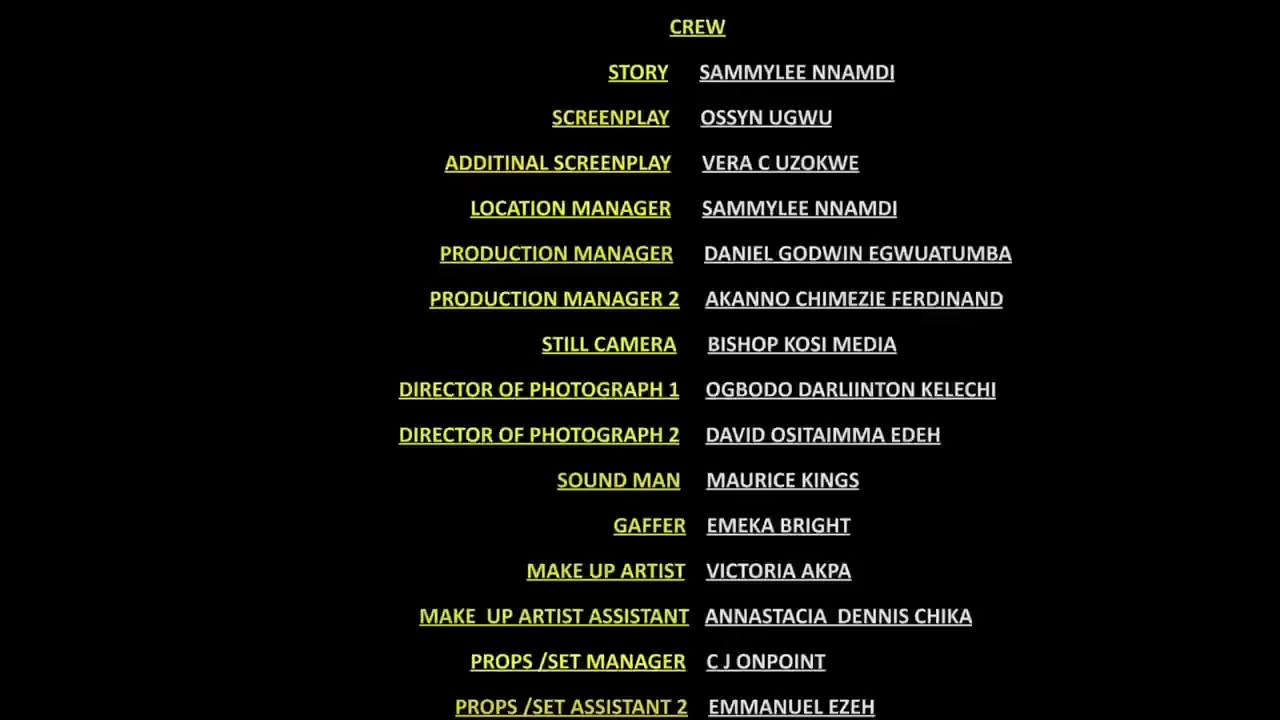 CREW
STORY SAMMYLEE NNAMDI
SCREENPLAY OSSYN UGWU
ADDITINAL SCREENPLAY VERA C UZOKWE
LOCATION MANAGER SAMMYLEE NNAMDI
PRODUCTION MANAGER DANIEL GODWIN EGWUATUMBA
PRODUCTION MANAGER 2 AKANNO CHIMEZIE FERDINAND
STILL CAMERA BISHOP KOSI MEDIA
DIRECTOR OF PHOTOGRAPH 1 OGBODO DARLIINTON KELECHI
DIRECTOR OF PHOTOGRAPH 2 DAVID OSITAIMMA EDEH
SOUND MAN MAURICE KINGS
GAFFER EMEKA BRIGHT
MAKE UP ARTIST VICTORIA AKPA
MAKE  UP ARTIST ASSISTANT ANNASTACIA  DENNIS CHIKA
PROPS /SET MANAGER C J ONPOINT
PROPS /SET ASSISTANT 2 EMMANUEL EZEH